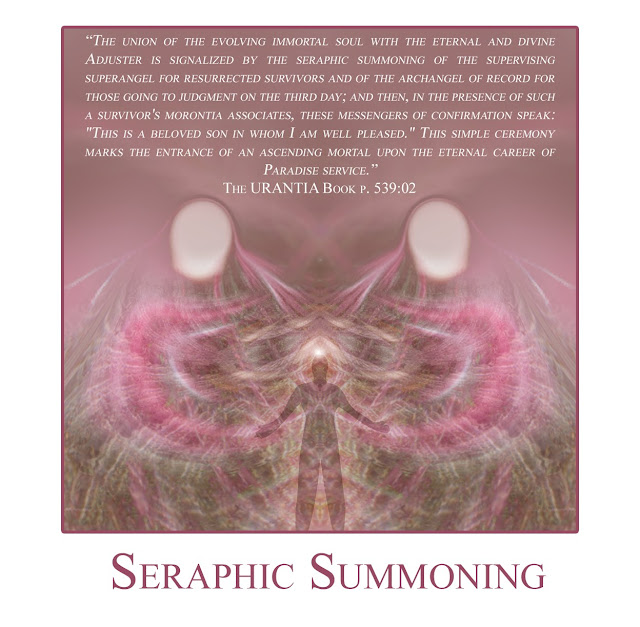 “The union of the evolving immortal soul with the eternal and divine
Adjuster is signalized by the seraphic summoning of the supervising
superangel for resurrected survivors and of the archangel of record for
those going to judgment on the third day; and then, in the presence of such
a survivor's morontia associates, these messengers of confirmation speak:
"This is a beloved son in whom I am well pleased." This simple ceremony
marks the entrance of an ascending mortal upon the eternal career of
Paradise service.”
The URANTIA Book p. 539:02
Seraphic Summoning